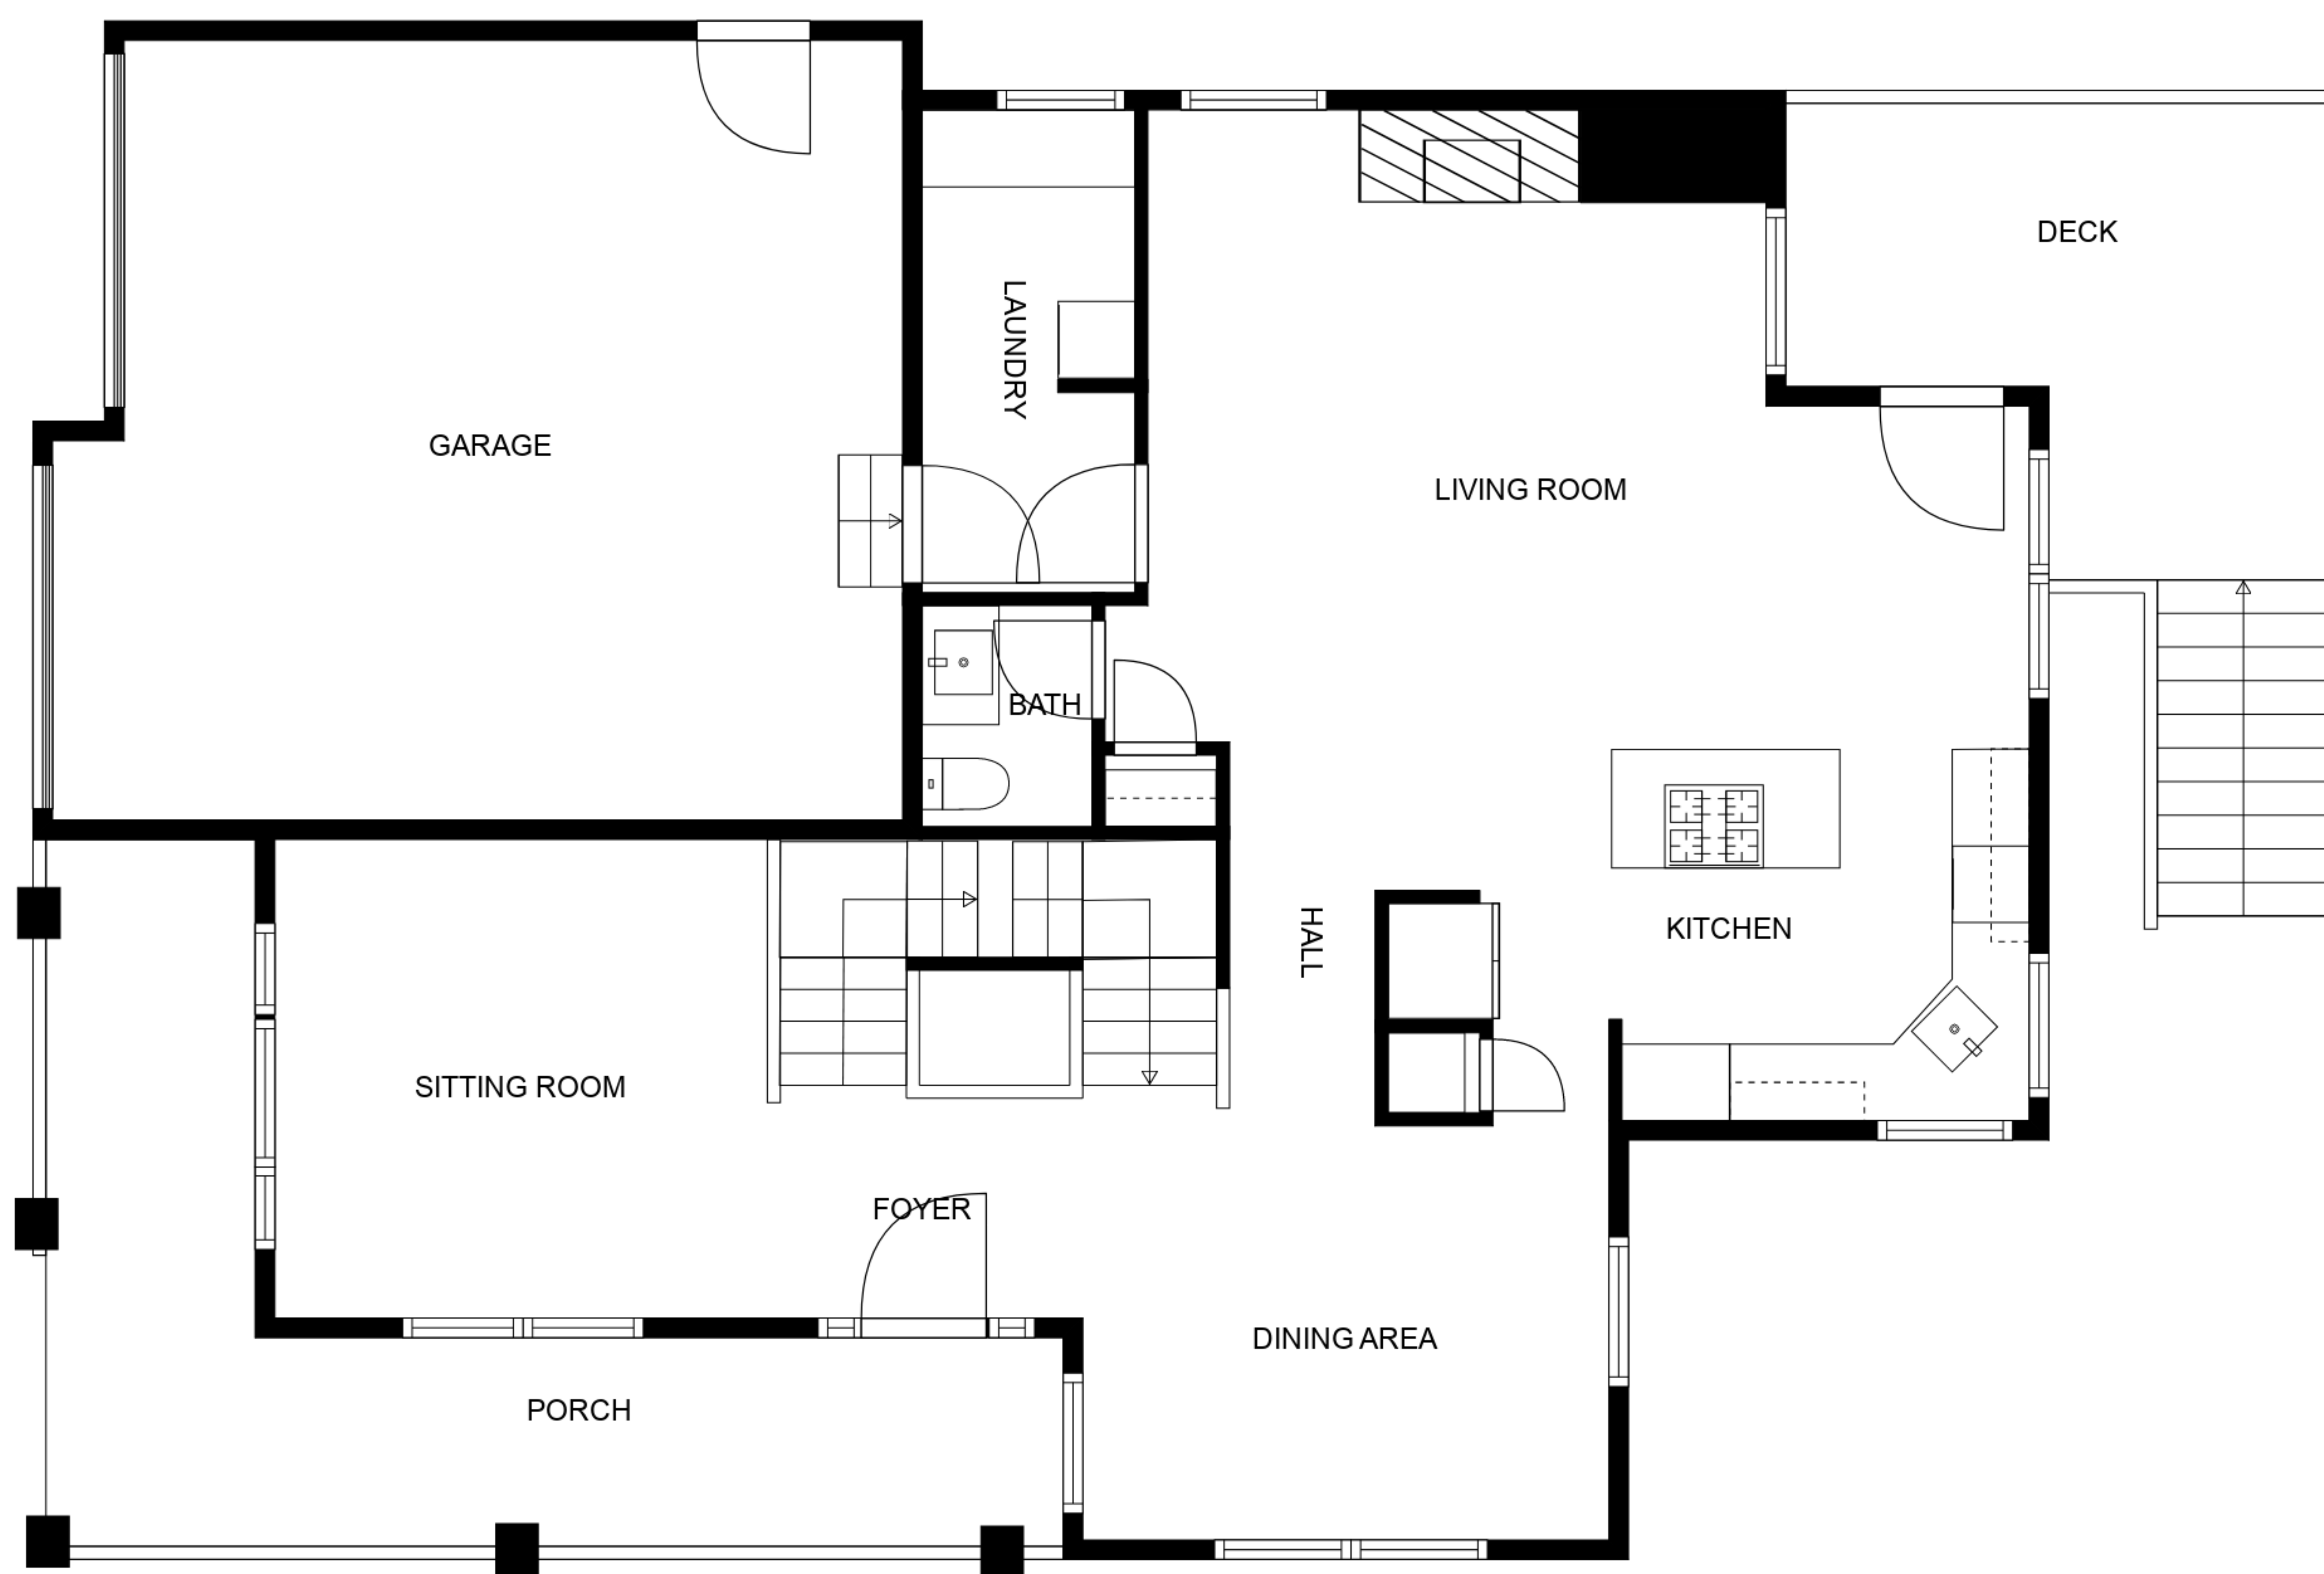 DECK
LAUNDRY
GARAGE
LIVING ROOM
BATH
KITCHEN
HALL
SITTING ROOM
FOYER
DINING AREA
PORCH